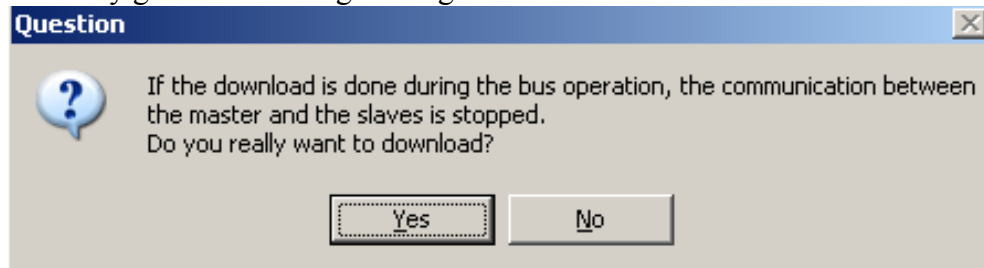 Question
If the download is done during the bus operation, the communication between
the master and the slaves is stopped.
Do you really want to download?
Yes No